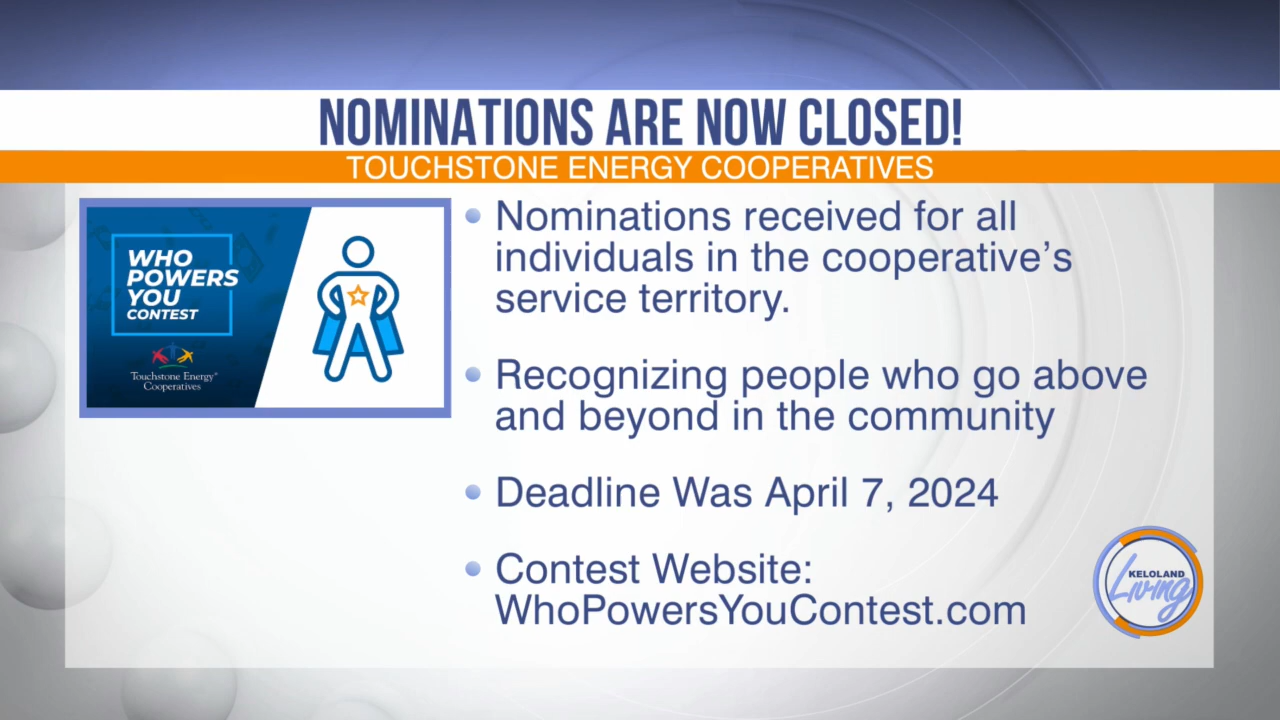 NOMINATIONS ARE NOW CLOSED!
TOUCHSTONE ENERGY COOPERATIVES
WHO
POWERS
YOU
CONTEST
Touchstone Energy®
Cooperatives
• Nominations received for all
individuals in the cooperative’s
service territory.
• Recognizing people who go above
and beyond in the community
• Deadline Was April 7, 2024
• Contest Website:
WhoPowersYouContest.com
KELOLAND
Living